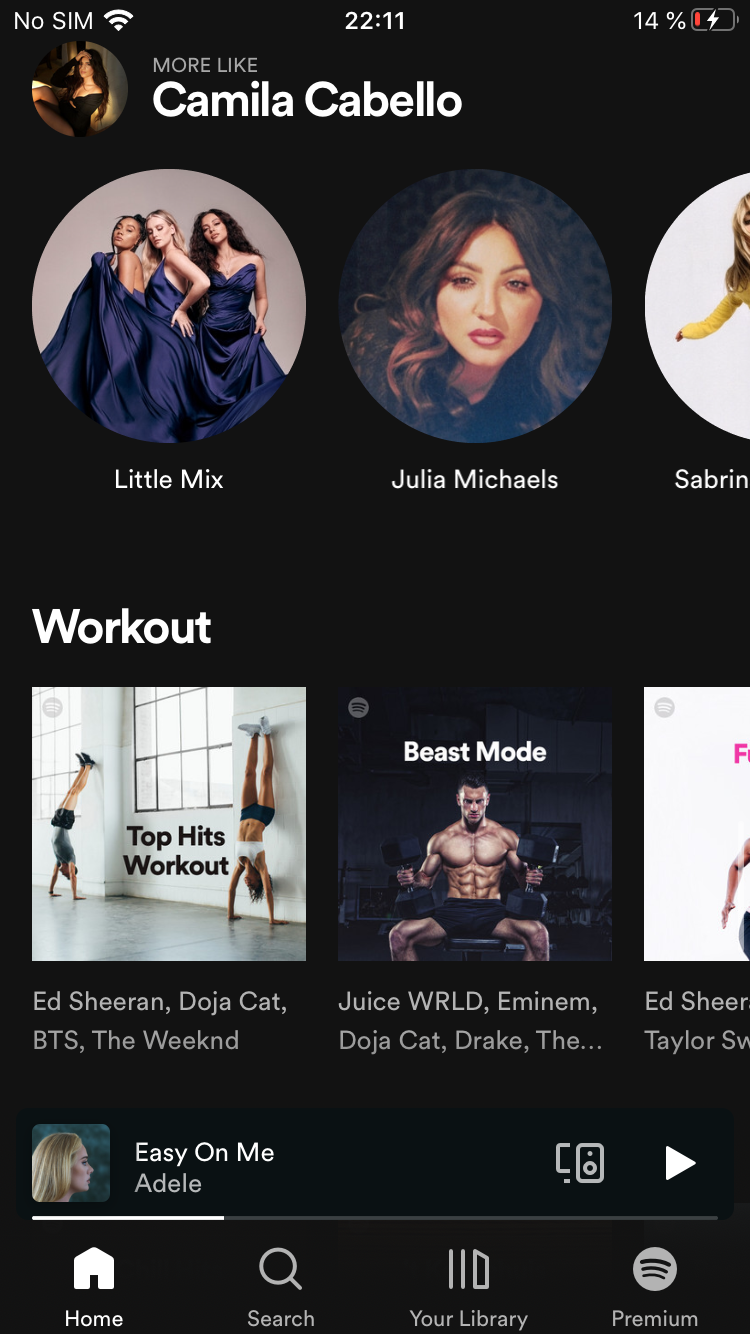 No SIM 22:11 14 %
MORE LIKE
Camila Cabello
Little Mix
Julia Michaels
Sabrin
Workout
Top Hits
Workout
Beast Mode
Ed Sheeran, Doja Cat,
BTS, The Weeknd
Juice WRLD, Eminem,
Doja Cat, Drake, The...
Ed Sheer
Taylor Sw
Easy On Me
Adele
Home
Search
Your Library
Premium